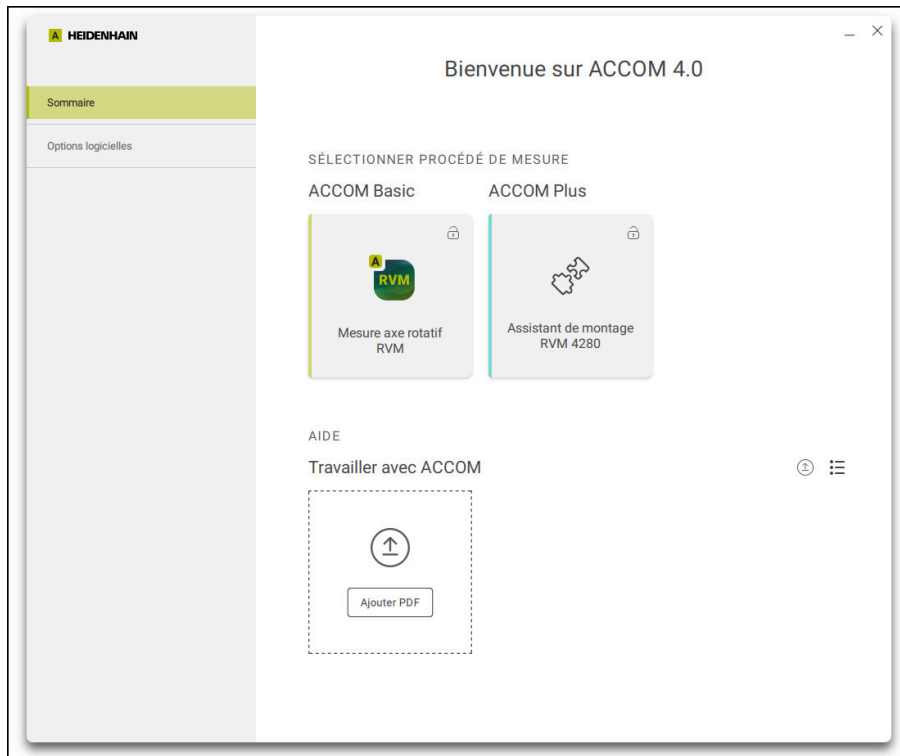 A HEIDENHAIN
Bienvenue sur ACCOM 4.0
Sommaire
Options logicielles
SÉLECTIONNER PROCÉDÉ DE MESURE
ACCOM Basic
ACCOM Plus
A
RVM
Mesure axe rotatif
RVM
Assistant de montage
RVM 4280
AIDE
Travailler avec ACCOM
Ajouter PDF